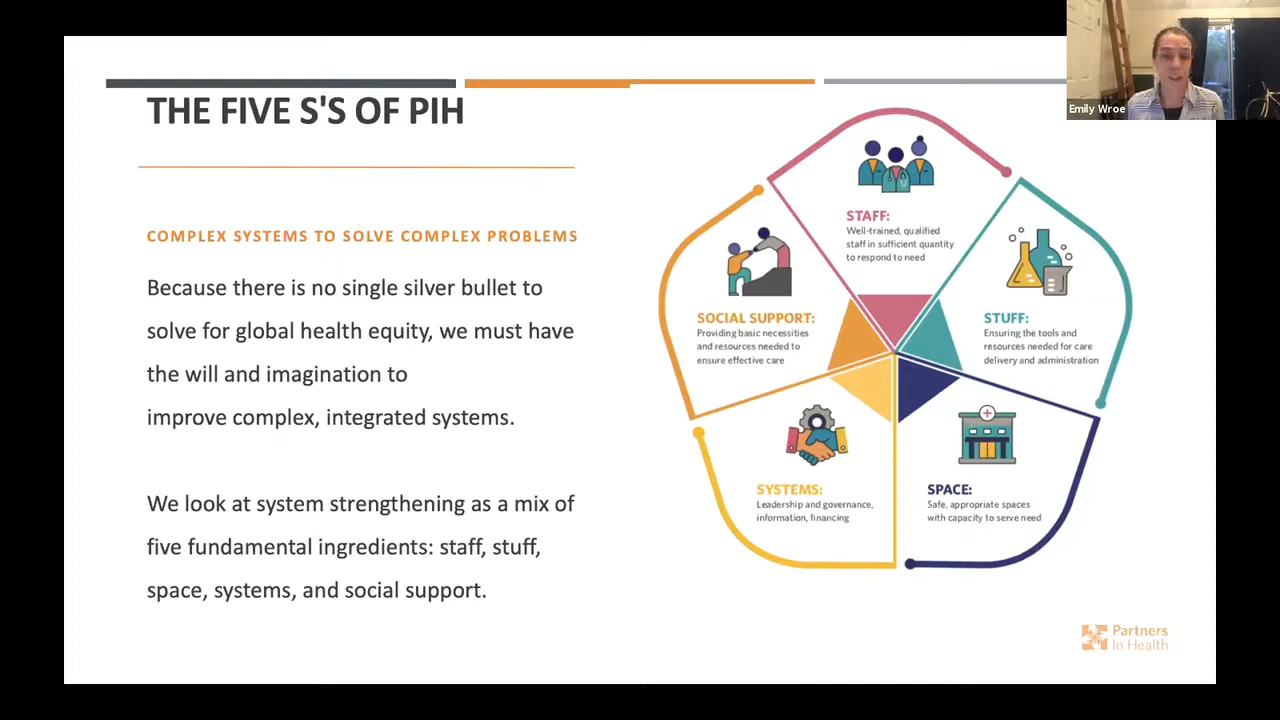 THE FIVE S'S OF PIH
COMPLEX SYSTEMS TO SOLVE COMPLEX PROBLEMS
Because there is no single silver bullet to
solve for global health equity, we must have
the will and imagination to
improve complex, integrated systems.
We look at system strengthening as a mix of
five fundamental ingredients: staff, stuff,
space, systems, and social support.
STAFF:
Well-trained, qualified
staff in sufficient quantity
to respond to need
STUFF:
Ensuring the tools and
resources needed for care
delivery and administration
SPACE:
Safe, appropriate spaces
with capacity to serve need
SYSTEMS:
Leadership and governance,
information, financing
SOCIAL SUPPORT:
Providing basic necessities
and resources needed to
ensure effective care
Partners
In Health
Emily Wroe